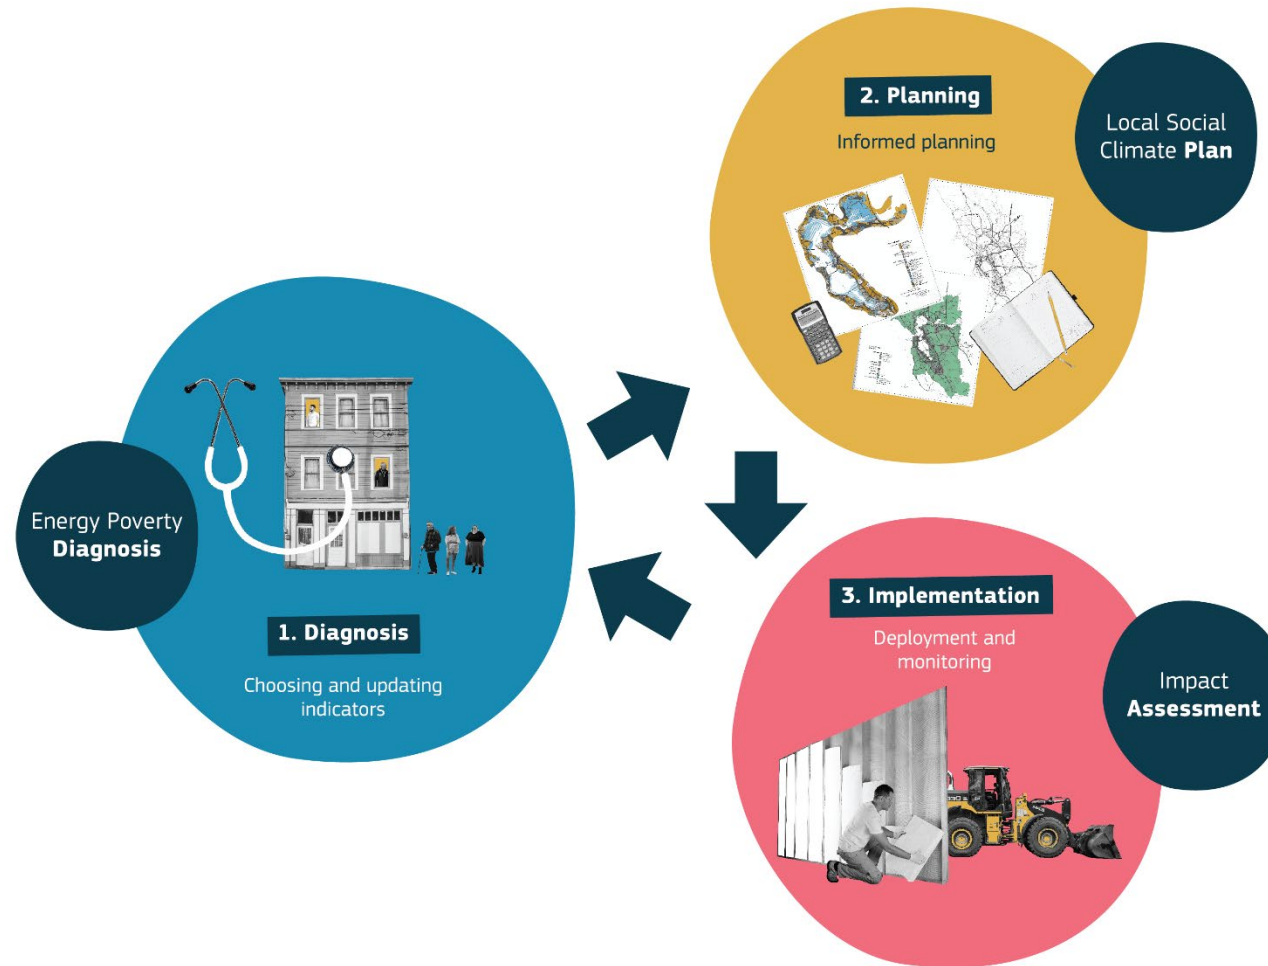 2. Planning
Informed planning
Local Social
Climate Plan
Energy Poverty
Diagnosis
1. Diagnosis
Choosing and updating
indicators
3. Implementation
Deployment and
monitoring
Impact
Assessment